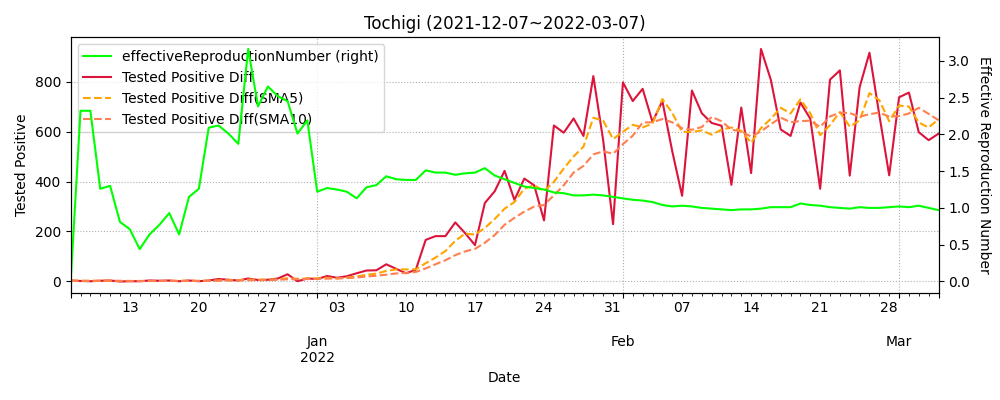 Tochigi (2021-12-07~2022-03-07)
effectiveReproductionNumber (right)
Tested Positive Diff
Tested Positive Diff(SMA5)
Tested Positive Diff(SMA10)
Tested Positive
800
600
400
200
0
3.0
2.5
2.0
1.5
1.0
0.5
0.0
Effective Reproduction Number
13 20 27 03 10 17 24 31 07 14 21 28
Jan Feb Mar
2022
Date